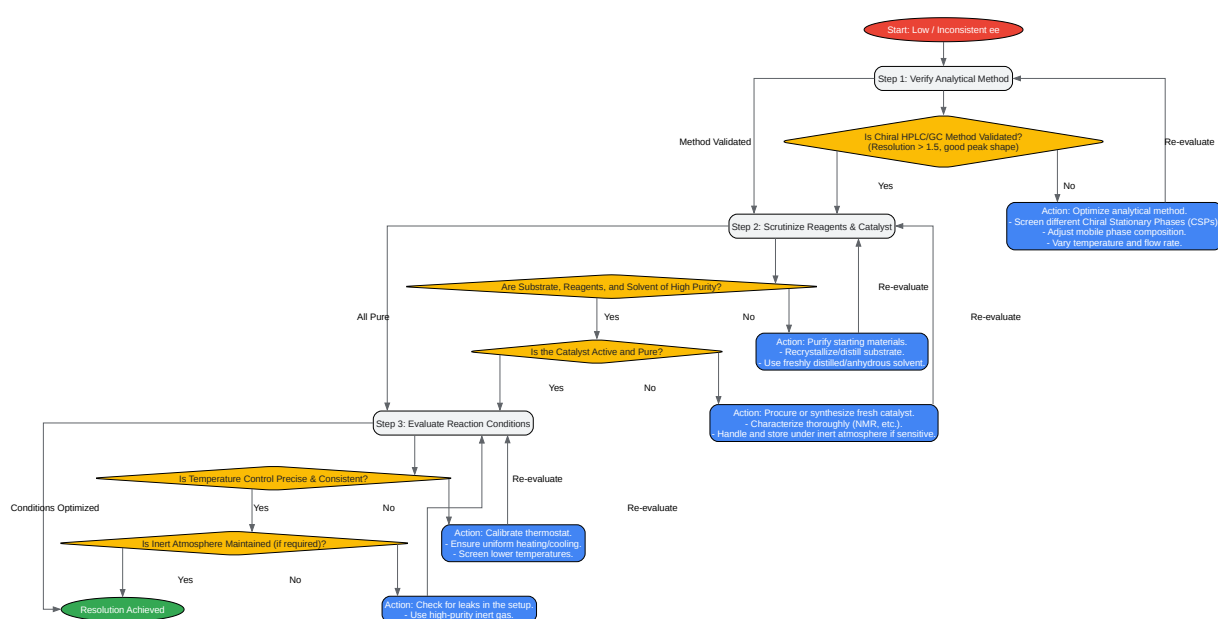 Start: Low / Inconsistent ee
Step 1: Verify Analytical Method
Is Chiral HPLC/GC Method Validated?
(Resolution > 1.5, good peak shape)
Method Validated
Re-evaluate
Yes
No
Action: Optimize analytical method.
- Screen different Chiral Stationary Phases (CSPs)
- Adjust mobile phase composition.
- Vary temperature and flow rate.
Step 2: Scrutinize Reagents & Catalyst
Are Substrate, Reagents, and Solvent of High Purity?
Re-evaluate
All Pure
Yes
No
Re-evaluate
Action: Purify starting materials.
- Recrystallize/distill substrate.
- Use freshly distilled/anhydrous solvent.
Is the Catalyst Active and Pure?
Yes
No
Action: Procure or synthesize fresh catalyst.
- Characterize thoroughly (NMR, etc.).
- Handle and store under inert atmosphere if sensitive.
Step 3: Evaluate Reaction Conditions
Is Temperature Control Precise & Consistent?
Re-evaluate
Conditions Optimized
Yes
No
Re-evaluate
Action: Calibrate thermostat.
- Ensure uniform heating/cooling.
- Screen lower temperatures.
Is Inert Atmosphere Maintained (if required)?
Yes
No
Resolution Achieved
Action: Check for leaks in the setup.
- Use high-purity inert gas.